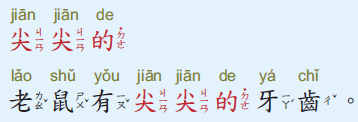 jiān jiān de
尖ㄐㄧㄢ尖ㄐㄧㄢ的˙ㄉㄜ
lǎo shǔ yǒu jiān jiān de yá chǐ
老ㄌㄠˇ鼠ㄕㄨˇ有ㄧㄡˇ尖ㄐㄧㄢ尖ㄐㄧㄢ的˙ㄉㄜ牙ㄧㄚˊ齒ㄔˇ。